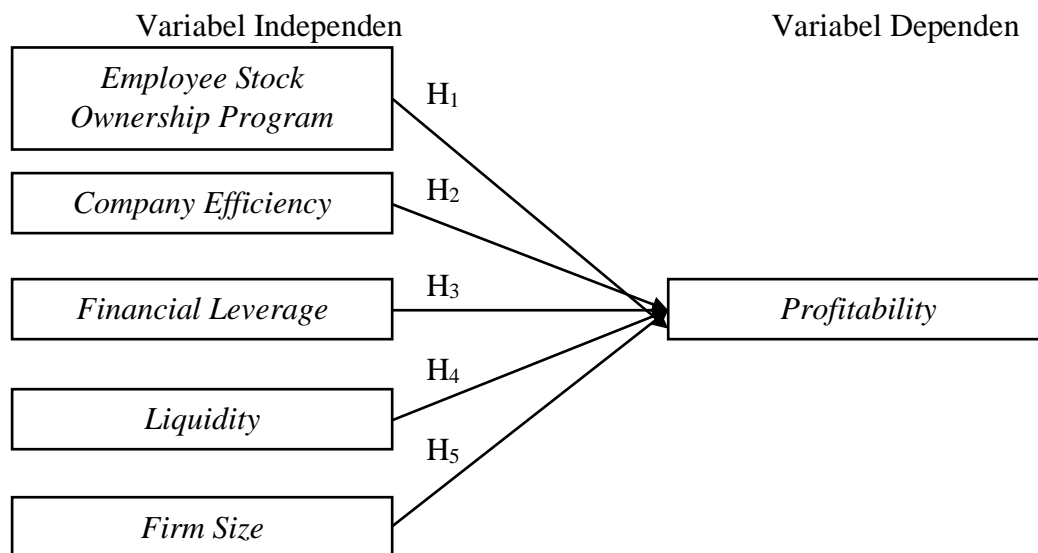 Variabel Independen
Variabel Dependen
Employee Stock
Ownership Program
H₁
Company Efficiency
H₂
Financial Leverage
H₃
Profitability
Liquidity
H₄
Firm Size
H₅